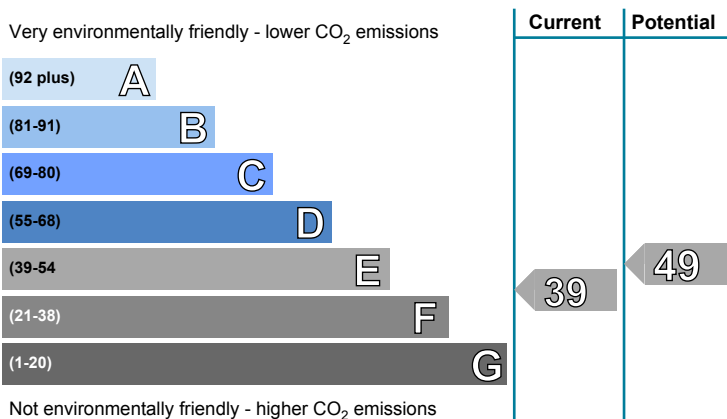 Current Potential
Very environmentally friendly - lower CO2 emissions
(92 plus) A
(81-91) B
(69-80) C
(55-68) D
(39-54 E
49
39
(21-38) F
(1-20) G
Not environmentally friendly - higher CO2 emissions